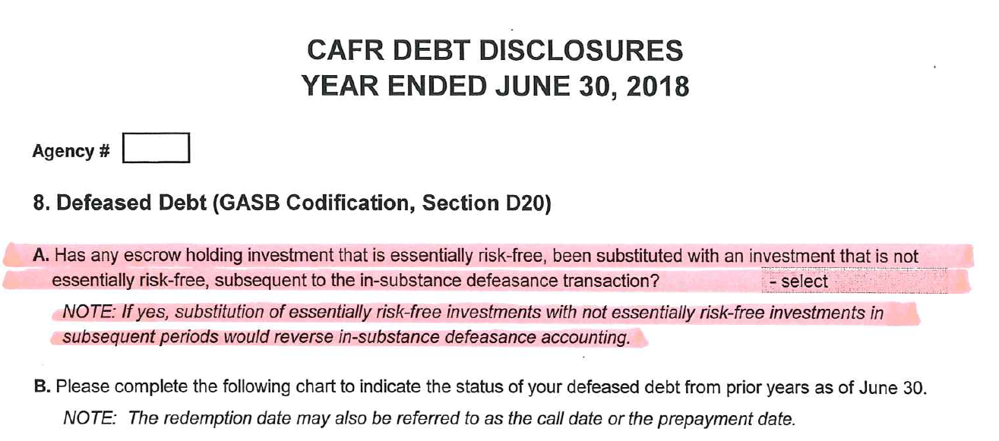 CAFR DEBT DISCLOSURES
YEAR ENDED JUNE 30, 2018
Agency #
8. Defeased Debt (GASB Codification, Section D20)
A. Has any escrow holding investment that is essentially risk-free, been substituted with an investment that is not
essentially risk-free, subsequent to the in-substance defeasance transaction? - select
NOTE: If yes, substitution of essentially risk-free investments with not essentially risk-free investments in
subsequent periods would reverse in-substance defeasance accounting.
B. Please complete the following chart to indicate the status of your defeased debt from prior years as of June 30.
NOTE: The redemption date may also be referred to as the call date or the prepayment date.